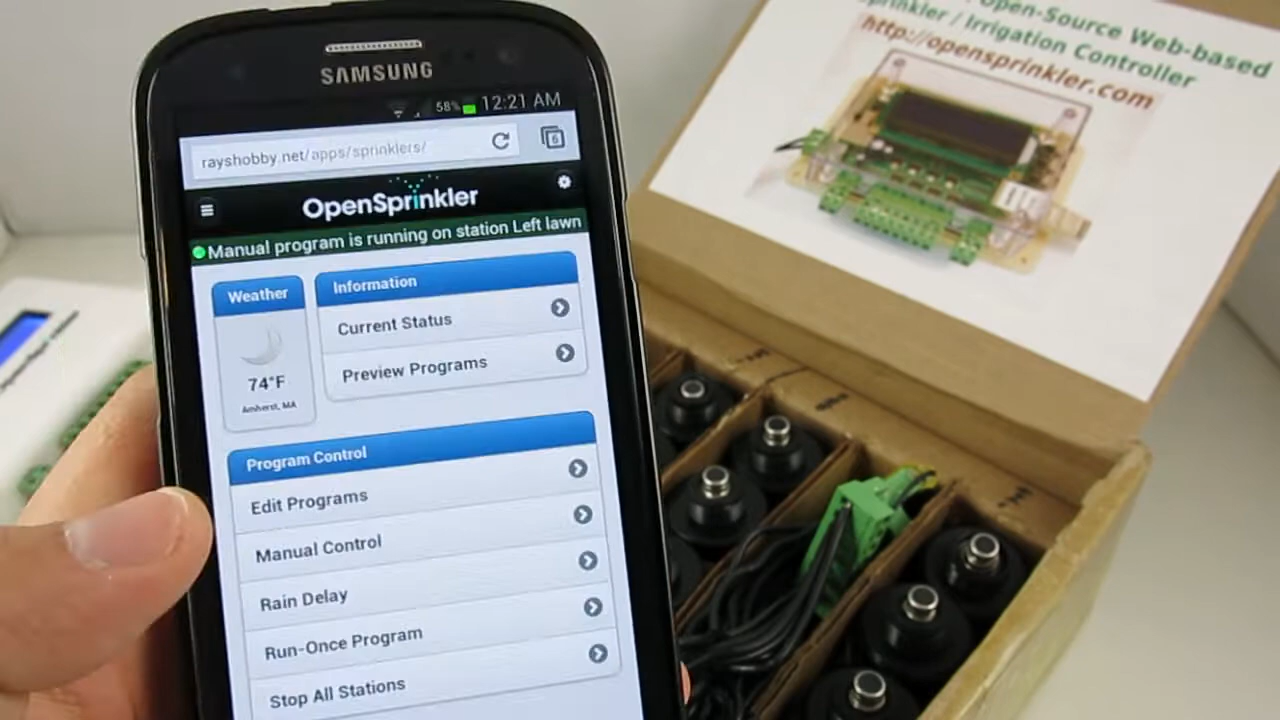 SAMSUNG
58% 12:21 AM
rayshobby.net/apps/sprinklers/
6
OpenSprinkler
Manual program is running on station Left lawn
Weather
74°F
Amherst, MA
Information
Current Status
Preview Programs
Program Control
Edit Programs
Manual Control
Rain Delay
Run-Once Program
Stop All Stations
Open-Source Web-based
Sprinkler / Irrigation Controller
http://opensprinkler.com